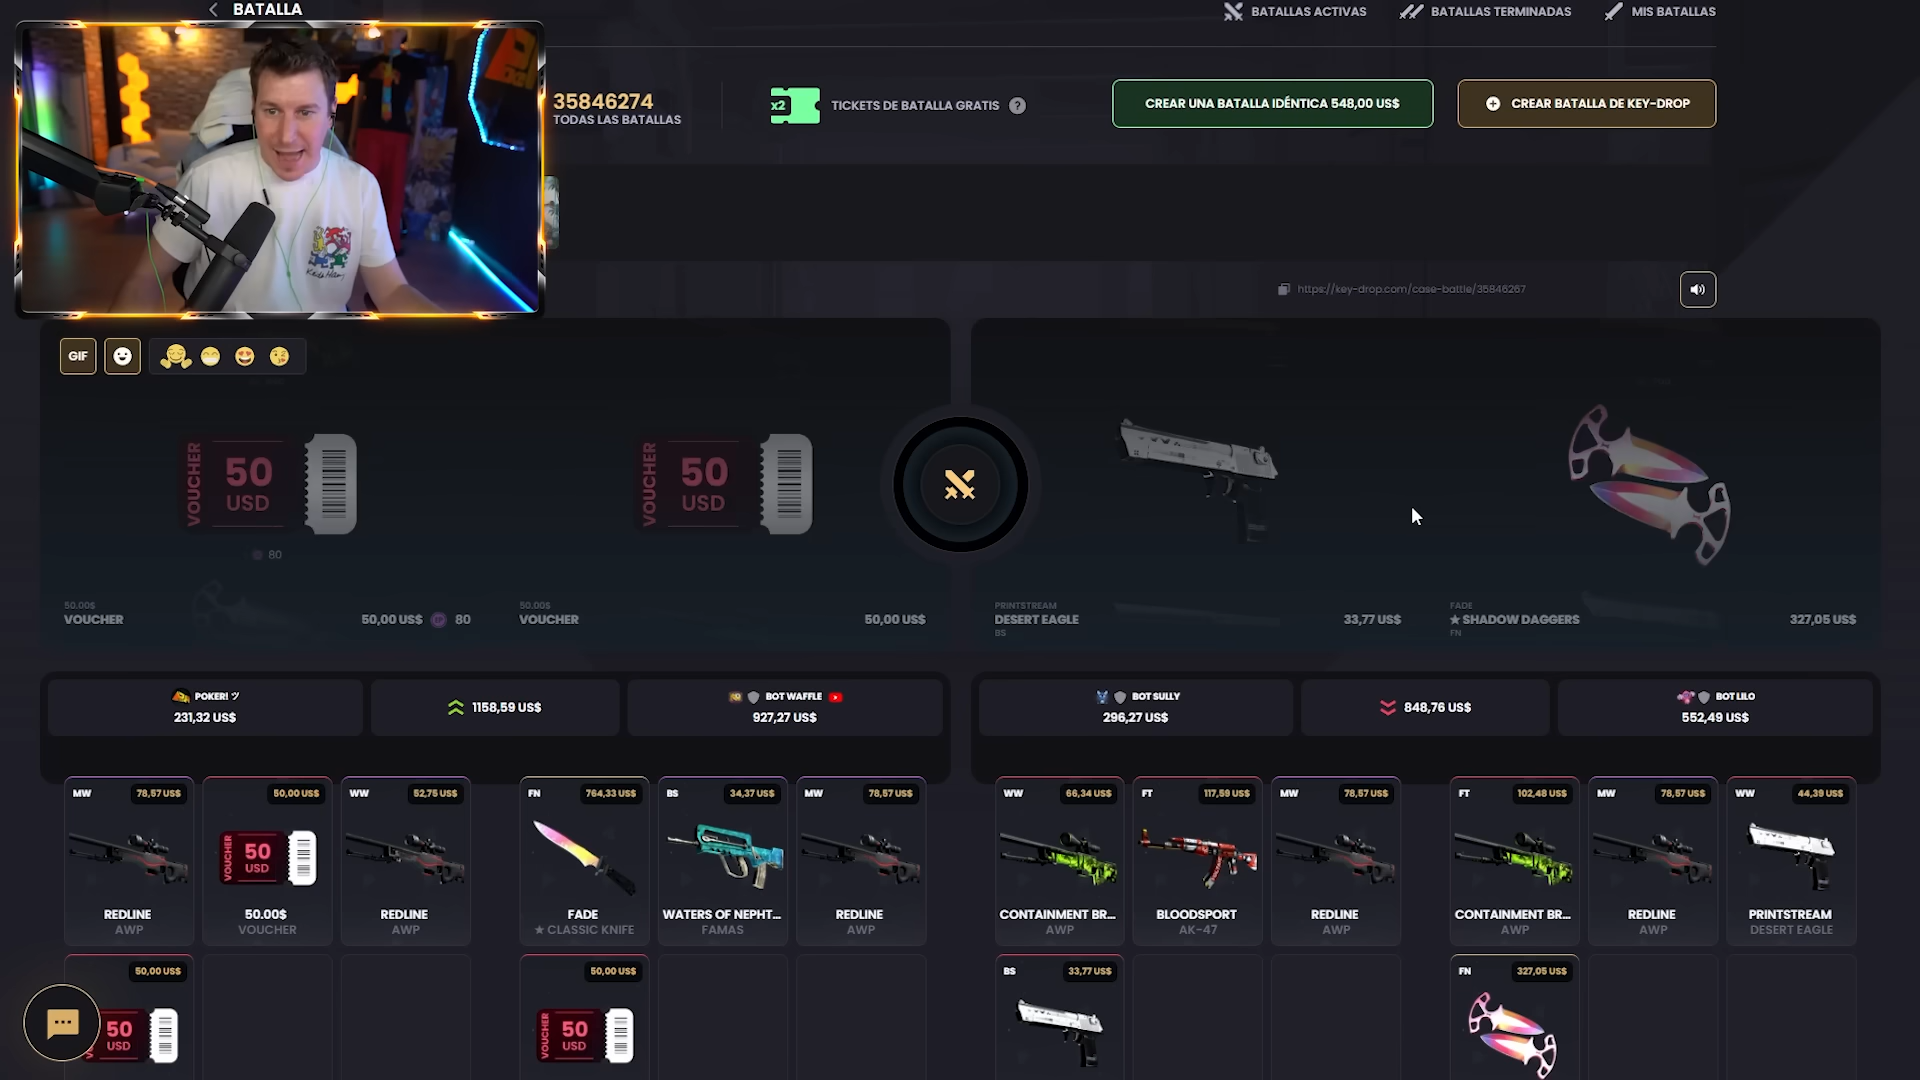 BATALLA
BATALLAS ACTIVAS
BATALLAS TERMINADAS
MIS BATALLAS
35846274
TODAS LAS BATALLAS
x2
TICKETS DE BATALLA GRATIS
?
CREAR UNA BATALLA IDÉNTICA 548,00 US$
CREAR BATALLA DE KEY-DROP
https://key-drop.com/case-battle/35846267
GIF
VOUCHER
50
USD
80
50.00$
VOUCHER
50,00 US$
80
VOUCHER
50
USD
50.00$
VOUCHER
50,00 US$
PRINTSTREAM
DESERT EAGLE
BS
33,77 US$
FADE
★ SHADOW DAGGERS
FN
327,05 US$
POKER! ツ
231,32 US$
1158,59 US$
BOT WAFFLE
927,27 US$
BOT SULLY
296,27 US$
848,76 US$
BOT LILO
552,49 US$
MW
78,57 US$
REDLINE
AWP
50,00 US$
VOUCHER
50
USD
50.00$
VOUCHER
WW
52,75 US$
REDLINE
AWP
FN
764,33 US$
FADE
★ CLASSIC KNIFE
BS
34,37 US$
WATERS OF NEPHT...
FAMAS
MW
78,57 US$
REDLINE
AWP
WW
66,34 US$
CONTAINMENT BR...
AWP
FT
117,59 US$
BLOODSPORT
AK-47
MW
78,57 US$
REDLINE
AWP
FT
102,48 US$
CONTAINMENT BR...
AWP
MW
78,57 US$
REDLINE
AWP
WW
44,39 US$
PRINTSTREAM
DESERT EAGLE
50,00 US$
50
USD
50,00 US$
VOUCHER
50
USD
BS
33,77 US$
FN
327,05 US$